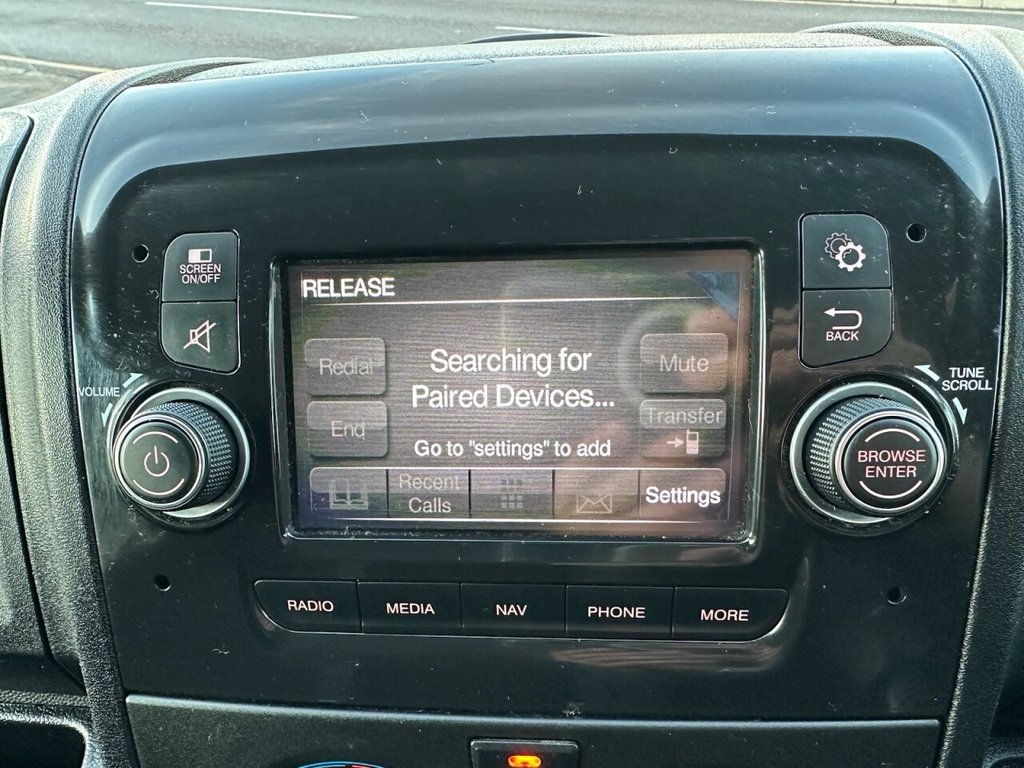 SCREEN
ON/OFF
BACK
VOLUME
TUNE
SCROLL
BROWSE
ENTER
RELEASE
Redial
Searching for
Paired Devices...
Mute
End
Transfer
Go to "settings" to add
Recent
Calls
Settings
RADIO
MEDIA
NAV
PHONE
MORE